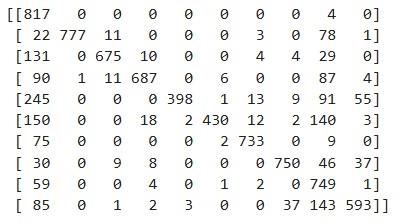 [[817 0 0 0 0 0 0 0 4 0]
[ 22 777 11 0 0 0 3 0 78 1]
[131 0 675 10 0 0 4 4 29 0]
[ 90 1 11 687 0 6 0 0 87 4]
[245 0 0 0 398 1 13 9 91 55]
[150 0 0 18 2 430 12 2 140 3]
[ 75 0 0 0 0 2 733 0 9 0]
[ 30 0 9 8 0 0 0 750 46 37]
[ 59 0 0 4 0 1 2 0 749 1]
[ 85 0 1 2 3 0 0 37 143 593]]